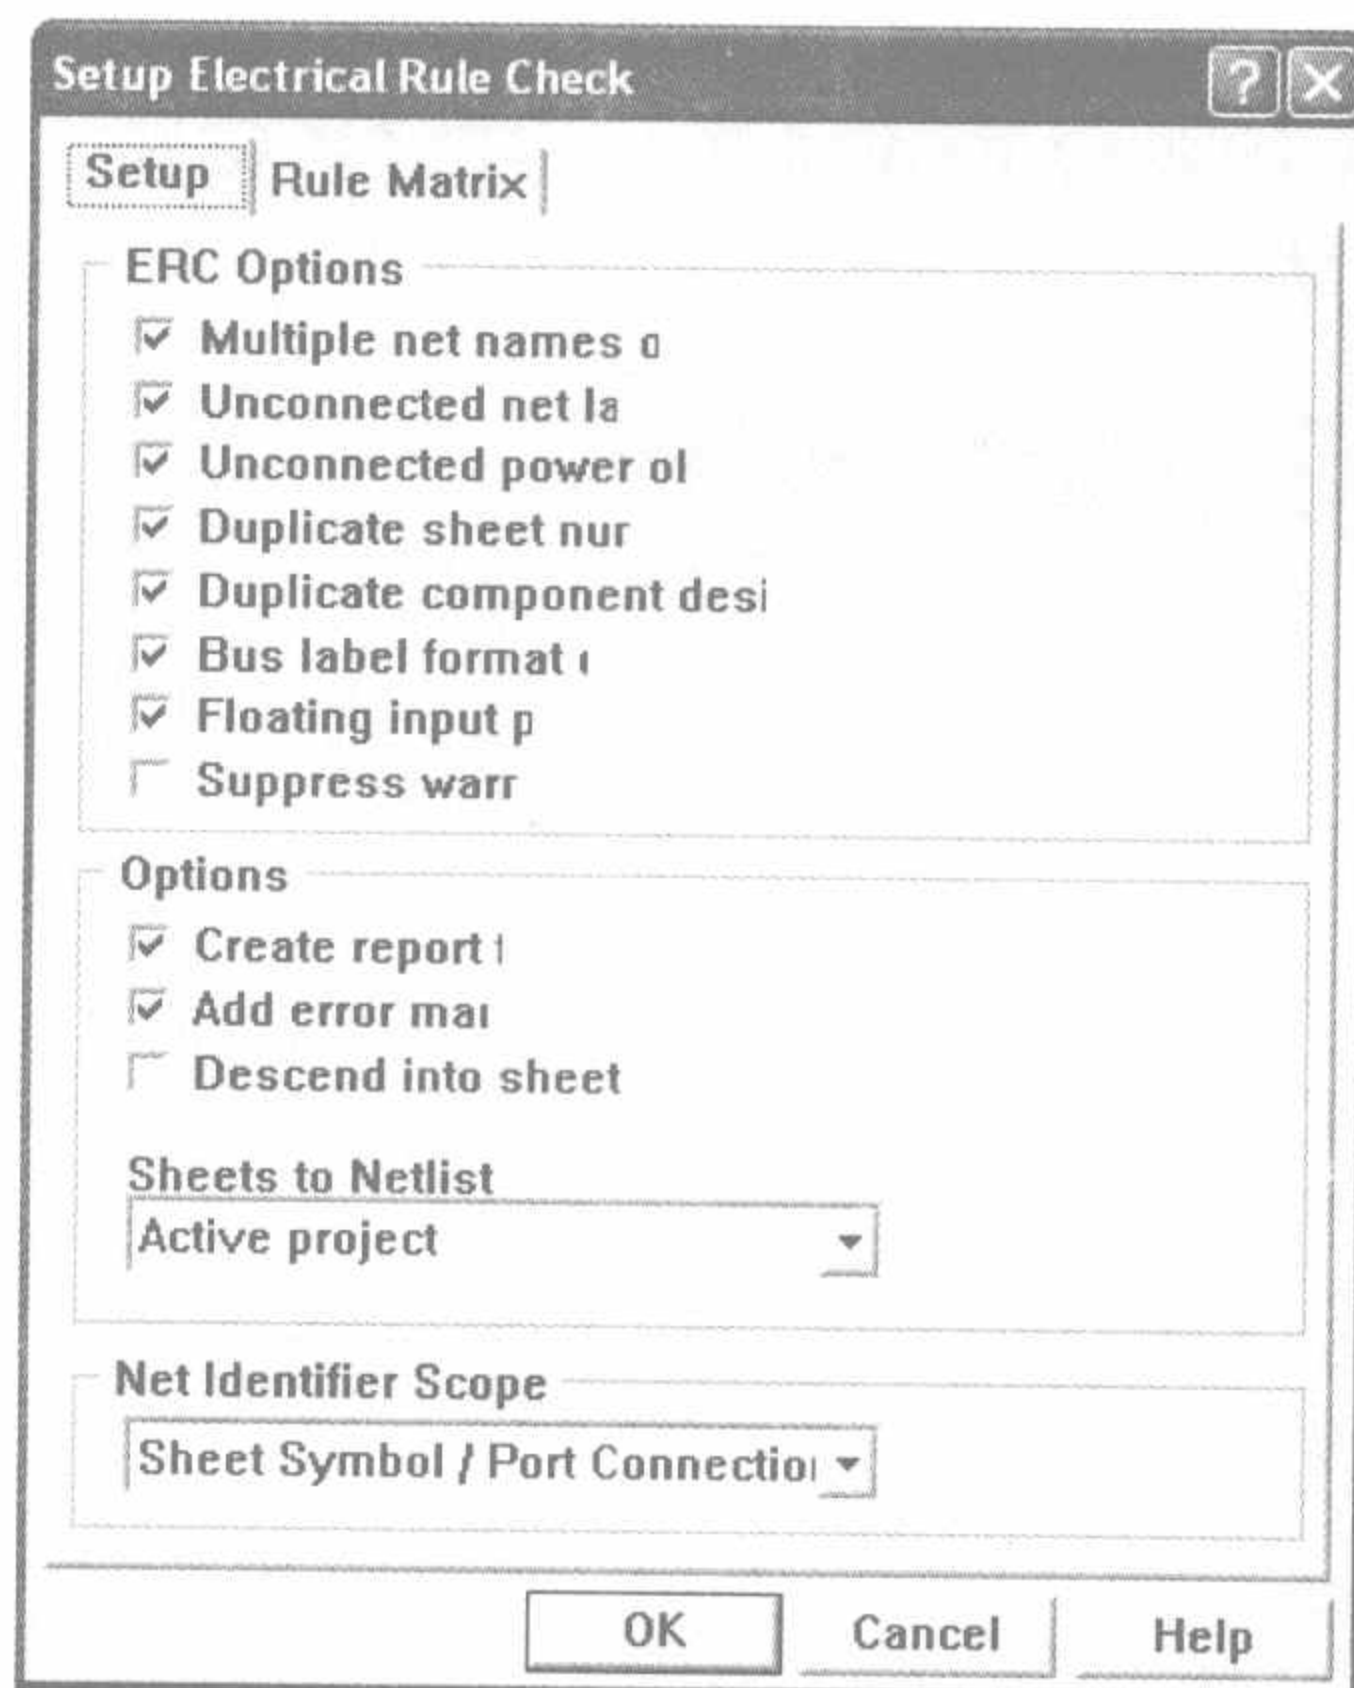 Setup Electrical Rule Check
Setup Rule Matrix
ERC Options
Multiple net names
Unconnected net la
Unconnected power
Duplicate sheet nur
Duplicate component desi
Bus label format
Floating input p
Suppress warr
Options
Create report
Add error mar
Descend into sheet
Sheets to Netlist
Active project
Net Identifier Scope
Sheet Symbol / Port Connection
OK Cancel Help